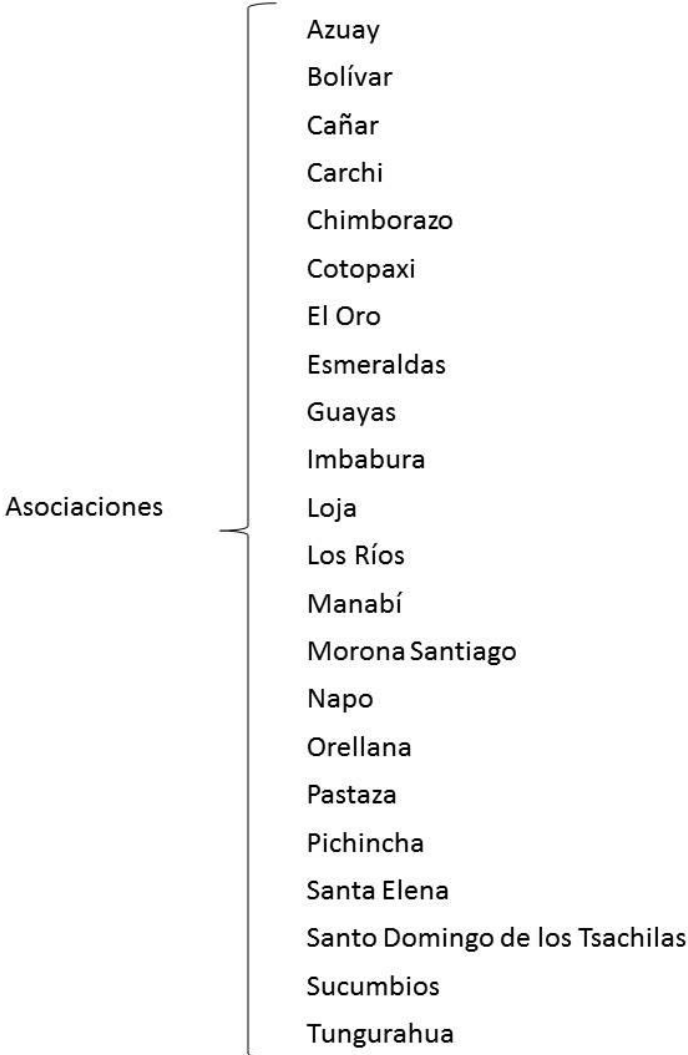 Azuay
Bolívar
Cañar
Carchi
Chimborazo
Cotopaxi
El Oro
Esmeraldas
Guayas
Imbabura
Asociaciones
Loja
Los Ríos
Manabí
Morona Santiago
Napo
Orellana
Pastaza
Pichincha
Santa Elena
Santo Domingo de los Tsachilas
Sucumbios
Tungurahua